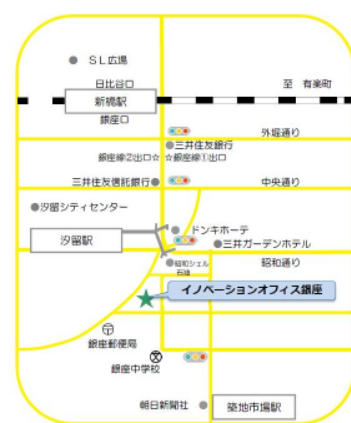 SL広場
日比谷口
至 有楽町
新橋駅
銀座口
外堀通り
三井住友銀行
銀座線②出口☆ ☆銀座線①出口
三井住友信託銀行
中央通り
汐留シティセンター
ドンキホーテ
汐留駅
三井ガーデンホテル
昭和シェル
石油
昭和通り
イノベーションオフィス銀座
銀座郵便局
銀座中学校
朝日新聞社
築地市場駅